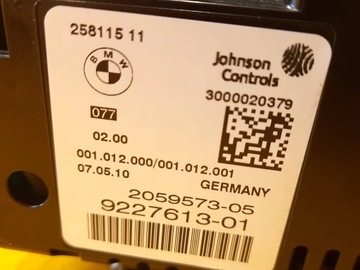 258115 11
BMW
Johnson
Controls
3000020379
077
02.00
001.012.000/001.012.001
07.05.10
GERMANY
2059573-05
9227613-01